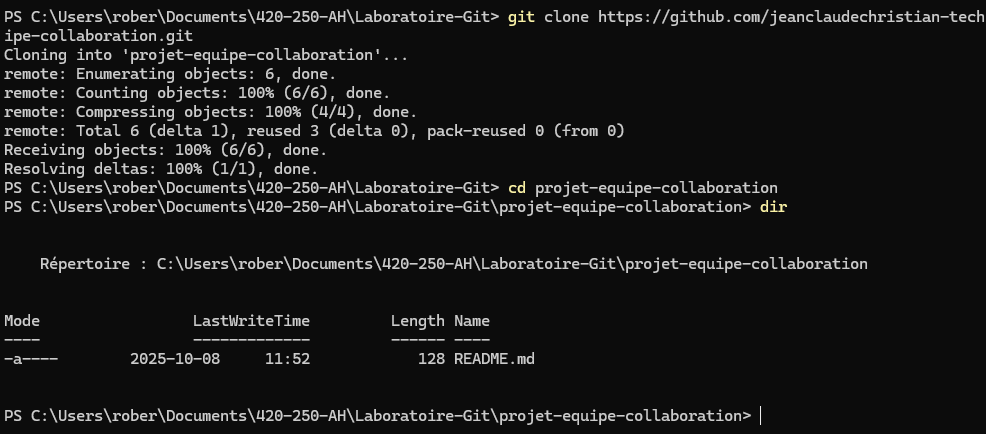 PS C:\Users\rober\Documents\420-250-AH\Laboratoire-Git> git clone https://github.com/jeanclaudechristian-tech
ipe-collaboration.git
Cloning into 'projet-equipe-collaboration'...
remote: Enumerating objects: 6, done.
remote: Counting objects: 100% (6/6), done.
remote: Compressing objects: 100% (4/4), done.
remote: Total 6 (delta 1), reused 3 (delta 0), pack-reused 0 (from 0)
Receiving objects: 100% (6/6), done.
Resolving deltas: 100% (1/1), done.
PS C:\Users\rober\Documents\420-250-AH\Laboratoire-Git> cd projet-equipe-collaboration
PS C:\Users\rober\Documents\420-250-AH\Laboratoire-Git\projet-equipe-collaboration> dir
Répertoire : C:\Users\rober\Documents\420-250-AH\Laboratoire-Git\projet-equipe-collaboration
Mode LastWriteTime Length Name
---- ------------- ------ ----
-a---- 2025-10-08 11:52 128 README.md
PS C:\Users\rober\Documents\420-250-AH\Laboratoire-Git\projet-equipe-collaboration>